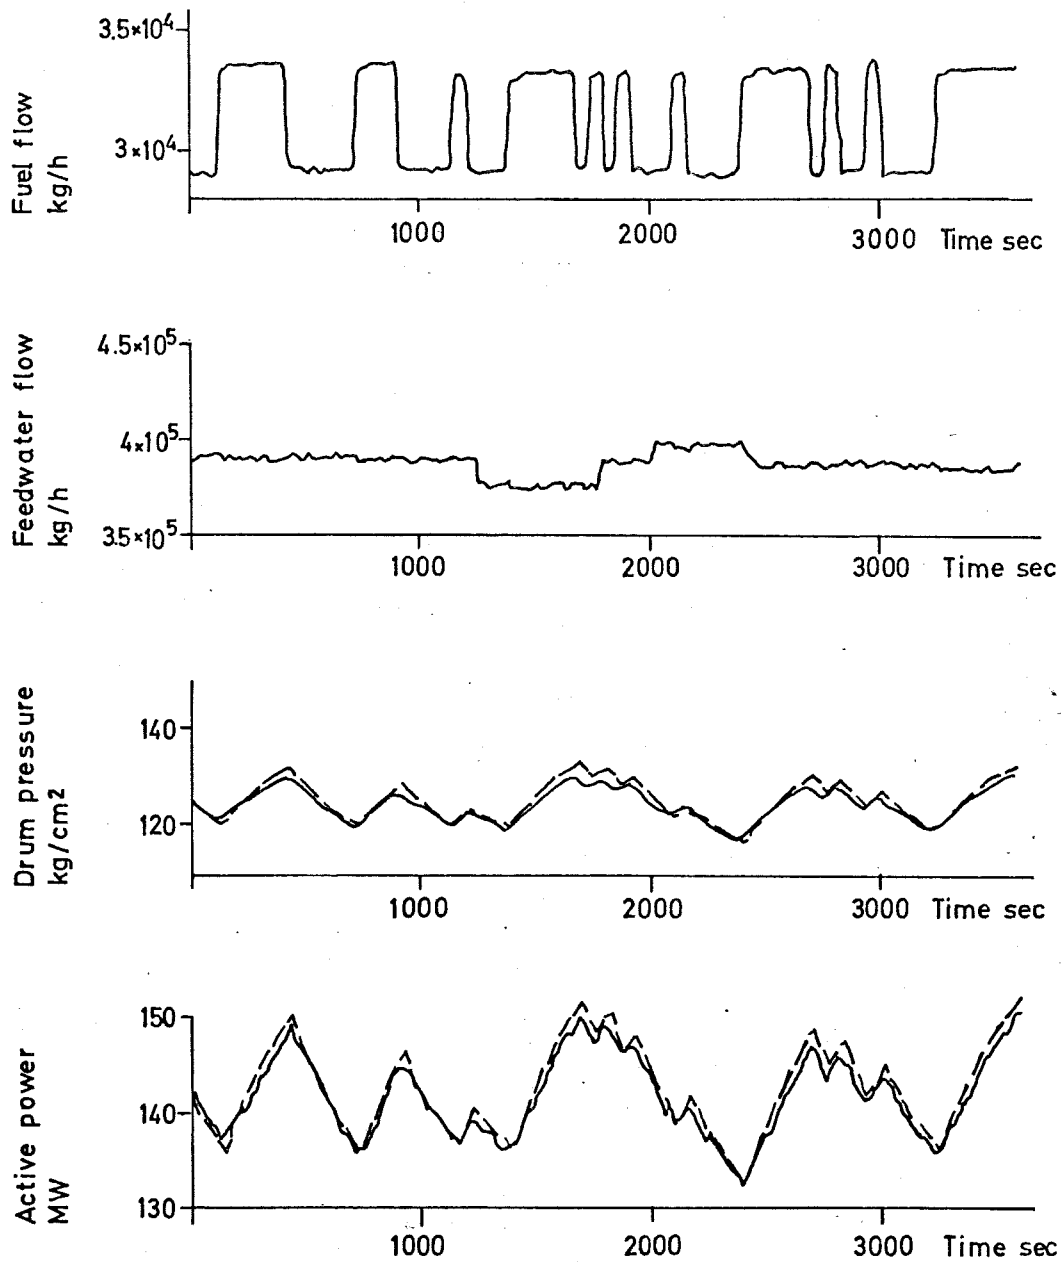 Fuel flow
kg/h
3.5×10⁴
3×10⁴
1000
2000
3000
Time sec
Feedwater flow
kg/h
4.5×10⁵
4×10⁵
3.5×10⁵
1000
2000
3000
Time sec
Drum pressure
kg/cm²
140
120
1000
2000
3000
Time sec
Active power
MW
150
140
130
1000
2000
3000
Time sec